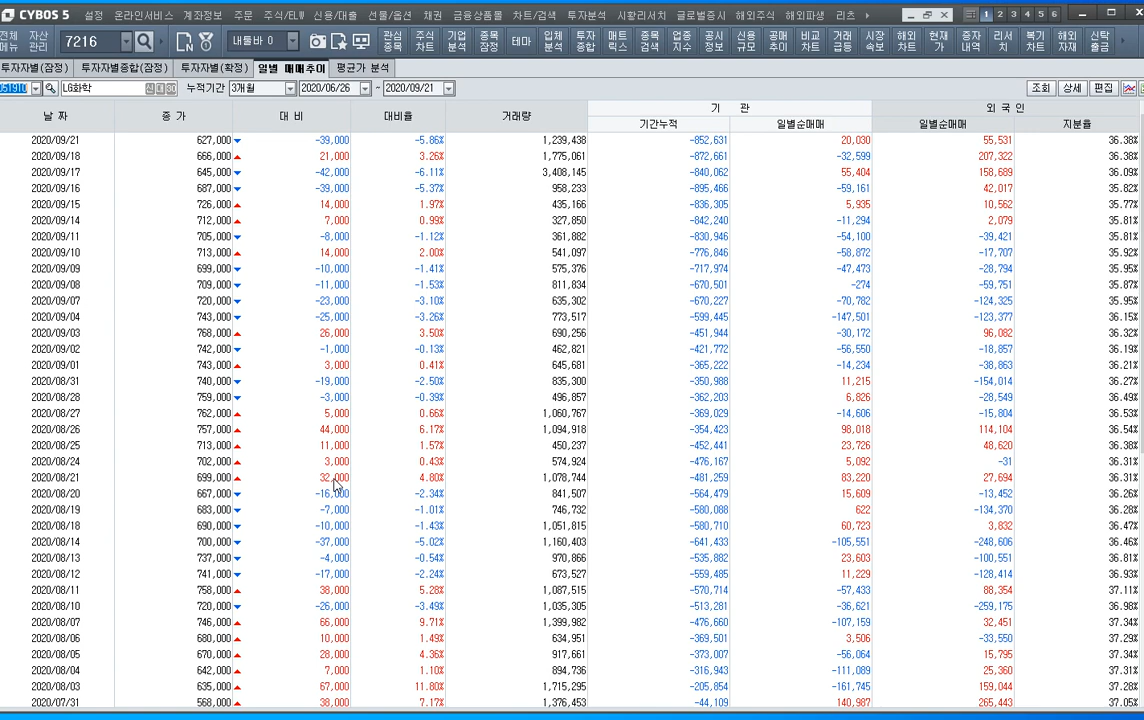 CYBOS 5 설정 온라인서비스 계좌정보 주문 주식/ELW 신용/대출 선물/옵션 채권 금융상품몰 차트/검색 투자분석 시황리서치 글로벌증시 해외주식 해외파생 리츠 1 2 3 4 5 6
전체메뉴 자산관리 7216 내툴바 0 관심종목 주식차트 기업분석 종목잠정 테마 입체분석 투자종합 매트릭스 종목검색 업종지수 공시정보 신용규모 공매추이 비교차트 거래급등 시장속보 해외차트 현재가 증자내역 리서치 복기차트 해외자재 신탁출금
투자자별(잠정) 투자자별종합(잠정) 투자자별(확정) 일별 매매추이 평균가 분석
051910 LG화학 신 대 누적기간 3개월 2020/06/26 ~ 2020/09/21 조회 상세 편집
날 짜 종 가 대 비 대비율 거래량 기 관 외 국 인
기간누적 일별순매매 일별순매매 지분율
2020/09/21 627,000 -39,000 -5.86% 1,239,438 -852,631 20,030 55,531 36.38%
2020/09/18 666,000 21,000 3.26% 1,775,061 -872,661 -32,599 207,322 36.38%
2020/09/17 645,000 -42,000 -6.11% 3,408,145 -840,062 55,404 158,689 36.09%
2020/09/16 687,000 -39,000 -5.37% 958,233 -895,466 -59,161 42,017 35.82%
2020/09/15 726,000 14,000 1.97% 435,166 -836,305 5,935 10,562 35.77%
2020/09/14 712,000 7,000 0.99% 327,850 -842,240 -11,294 2,079 35.81%
2020/09/11 705,000 -8,000 -1.12% 361,882 -830,946 -54,100 -39,421 35.81%
2020/09/10 713,000 14,000 2.00% 541,097 -776,846 -58,872 -17,707 35.92%
2020/09/09 699,000 -10,000 -1.41% 575,376 -717,974 -47,473 -28,794 35.95%
2020/09/08 709,000 -11,000 -1.53% 811,834 -670,501 -274 -59,751 35.87%
2020/09/07 720,000 -23,000 -3.10% 635,302 -670,227 -70,782 -124,325 35.95%
2020/09/04 743,000 -25,000 -3.26% 773,517 -599,445 -147,501 -123,377 36.15%
2020/09/03 768,000 26,000 3.50% 690,256 -451,944 -30,172 96,082 36.32%
2020/09/02 742,000 -1,000 -0.13% 462,821 -421,772 -56,550 -18,857 36.19%
2020/09/01 743,000 3,000 0.41% 645,681 -365,222 -14,234 -38,863 36.21%
2020/08/31 740,000 -19,000 -2.50% 835,300 -350,988 11,215 -154,014 36.27%
2020/08/28 759,000 -3,000 -0.39% 496,857 -362,203 6,826 -28,549 36.49%
2020/08/27 762,000 5,000 0.66% 1,060,767 -369,029 -14,606 -15,804 36.53%
2020/08/26 757,000 44,000 6.17% 1,094,918 -354,423 98,018 114,104 36.54%
2020/08/25 713,000 11,000 1.57% 450,237 -452,441 23,726 48,620 36.38%
2020/08/24 702,000 3,000 0.43% 574,924 -476,167 5,092 -31 36.31%
2020/08/21 699,000 32,000 4.80% 1,078,744 -481,259 83,220 27,694 36.31%
2020/08/20 667,000 -16,000 -2.34% 841,507 -564,479 15,609 -13,452 36.26%
2020/08/19 683,000 -7,000 -1.01% 746,732 -580,088 622 -134,370 36.28%
2020/08/18 690,000 -10,000 -1.43% 1,051,815 -580,710 60,723 3,832 36.47%
2020/08/14 700,000 -37,000 -5.02% 1,160,403 -641,433 -105,551 -248,606 36.46%
2020/08/13 737,000 -4,000 -0.54% 970,866 -535,882 23,603 -100,551 36.81%
2020/08/12 741,000 -17,000 -2.24% 673,527 -559,485 11,229 -128,414 36.93%
2020/08/11 758,000 38,000 5.28% 1,087,515 -570,714 -57,433 88,354 37.11%
2020/08/10 720,000 -26,000 -3.49% 1,035,305 -513,281 -36,621 -259,175 36.98%
2020/08/07 746,000 66,000 9.71% 1,399,982 -476,660 -107,159 32,451 37.34%
2020/08/06 680,000 10,000 1.49% 634,951 -369,501 3,506 -33,550 37.29%
2020/08/05 670,000 28,000 4.36% 917,661 -373,007 -56,064 15,795 37.34%
2020/08/04 642,000 7,000 1.10% 894,736 -316,943 -111,089 25,360 37.31%
2020/08/03 635,000 67,000 11.80% 1,715,295 -205,854 -161,745 159,044 37.28%
2020/07/31 568,000 38,000 7.17% 1,376,453 -44,109 140,987 265,443 37.05%